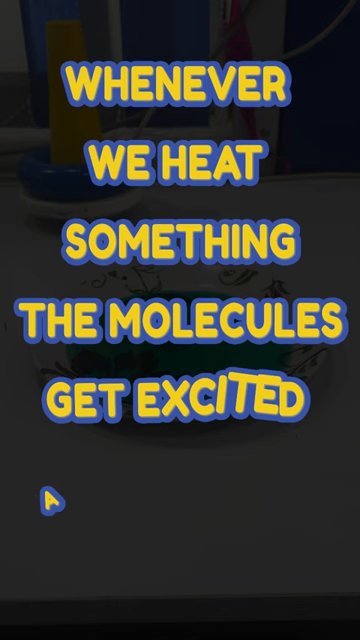 WHENEVER
WE HEAT
SOMETHING
THE MOLECULES
GET EXCITED
A